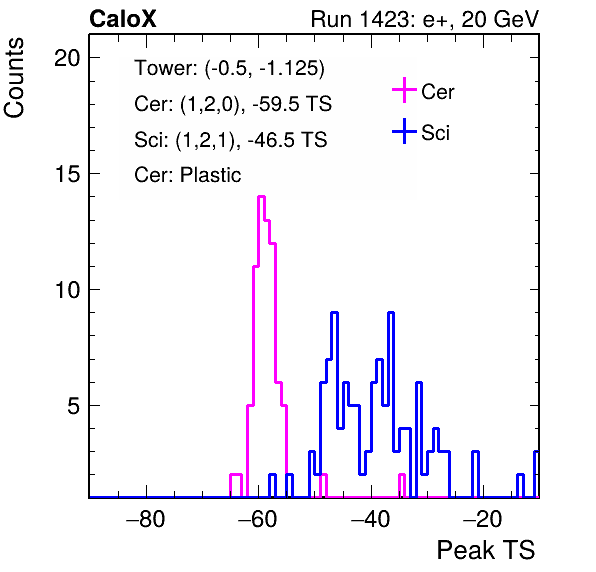 CaloX Run 1423: e+, 20 GeV
Counts
Tower: (-0.5, -1.125)
Cer: (1,2,0), -59.5 TS
Sci: (1,2,1), -46.5 TS
Cer: Plastic
Cer
Sci
20
15
10
5
−80 −60 −40 −20
Peak TS